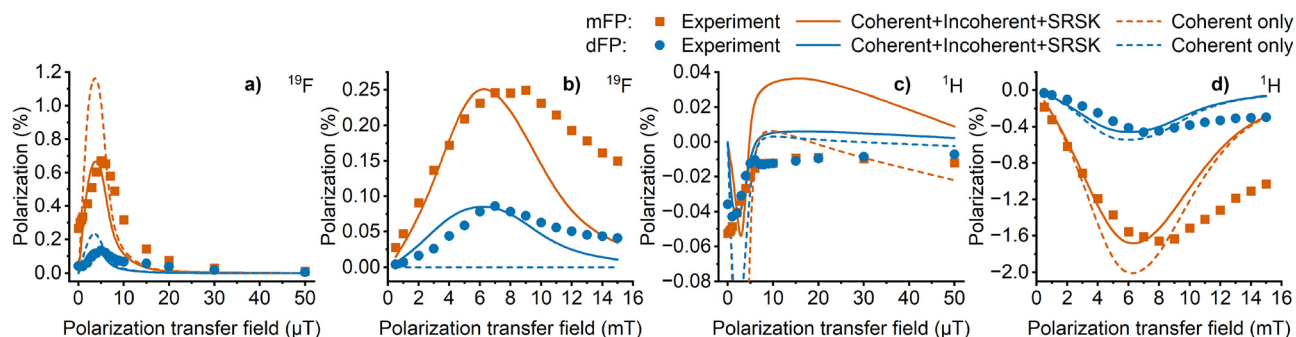 mFP: Experiment Coherent+Incoherent+SRSK Coherent only
dFP: Experiment Coherent+Incoherent+SRSK Coherent only
a) ¹⁹F
Polarization (%)
1.2
1.0
0.8
0.6
0.4
0.2
0.0
0 10 20 30 40 50
Polarization transfer field (μT)
b) ¹⁹F
Polarization (%)
0.25
0.20
0.15
0.10
0.05
0.00
0 2 4 6 8 10 12 14 16
Polarization transfer field (mT)
c) ¹H
Polarization (%)
0.04
0.02
0.00
−0.02
−0.04
−0.06
−0.08
0 10 20 30 40 50
Polarization transfer field (μT)
d) ¹H
Polarization (%)
0.0
−0.4
−0.8
−1.2
−1.6
−2.0
0 2 4 6 8 10 12 14 16
Polarization transfer field (mT)